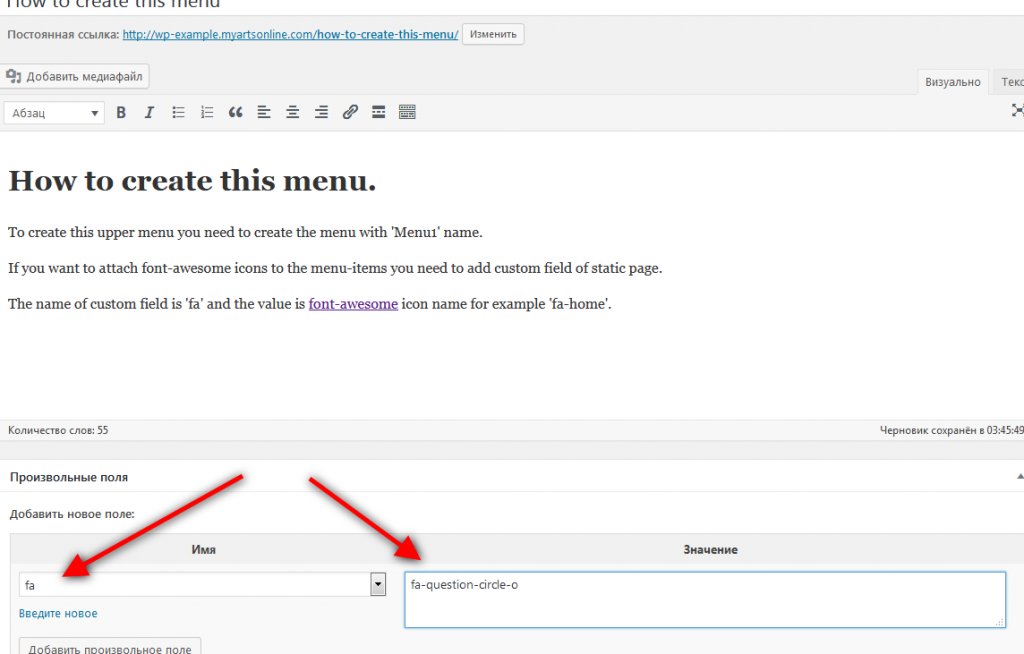 How to create this menu
Постоянная ссылка: http://wp-example.myartsonline.com/how-to-create-this-menu/ Изменить
Добавить медиафайл
Визуально
Абзац
How to create this menu.
To create this upper menu you need to create the menu with 'Menu1' name.
If you want to attach font-awesome icons to the menu-items you need to add custom field of static page.
The name of custom field is 'fa' and the value is font-awesome icon name for example 'fa-home'.
Количество слов: 55 Черновик сохранён в 03:45:49
Произвольные поля
Добавить новое поле:
Имя Значение
fa fa-question-circle-o
Введите новое
Добавить произвольное поле